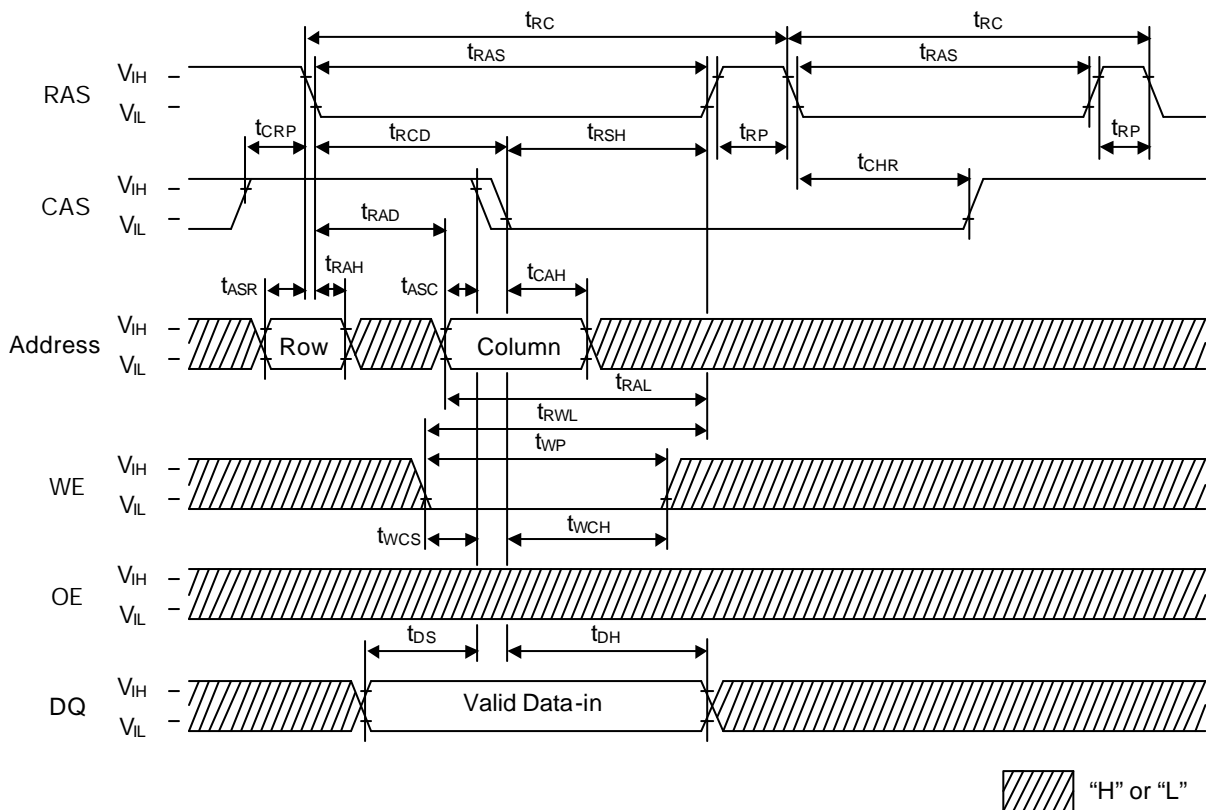 tRC tRC
tRAS tRAS
RAS VIH
VIL
tCRP tRCD tRSH tRP tRP
tCHR
CAS VIH
VIL
tRAD
tRAH
tASR tASC tCAH
Address VIH
VIL
Row Column
tRAL
tRWL
tWP
WE VIH
VIL
tWCS tWCH
OE VIH
VIL
tDS tDH
DQ VIH
VIL
Valid Data-in
“H” or “L”